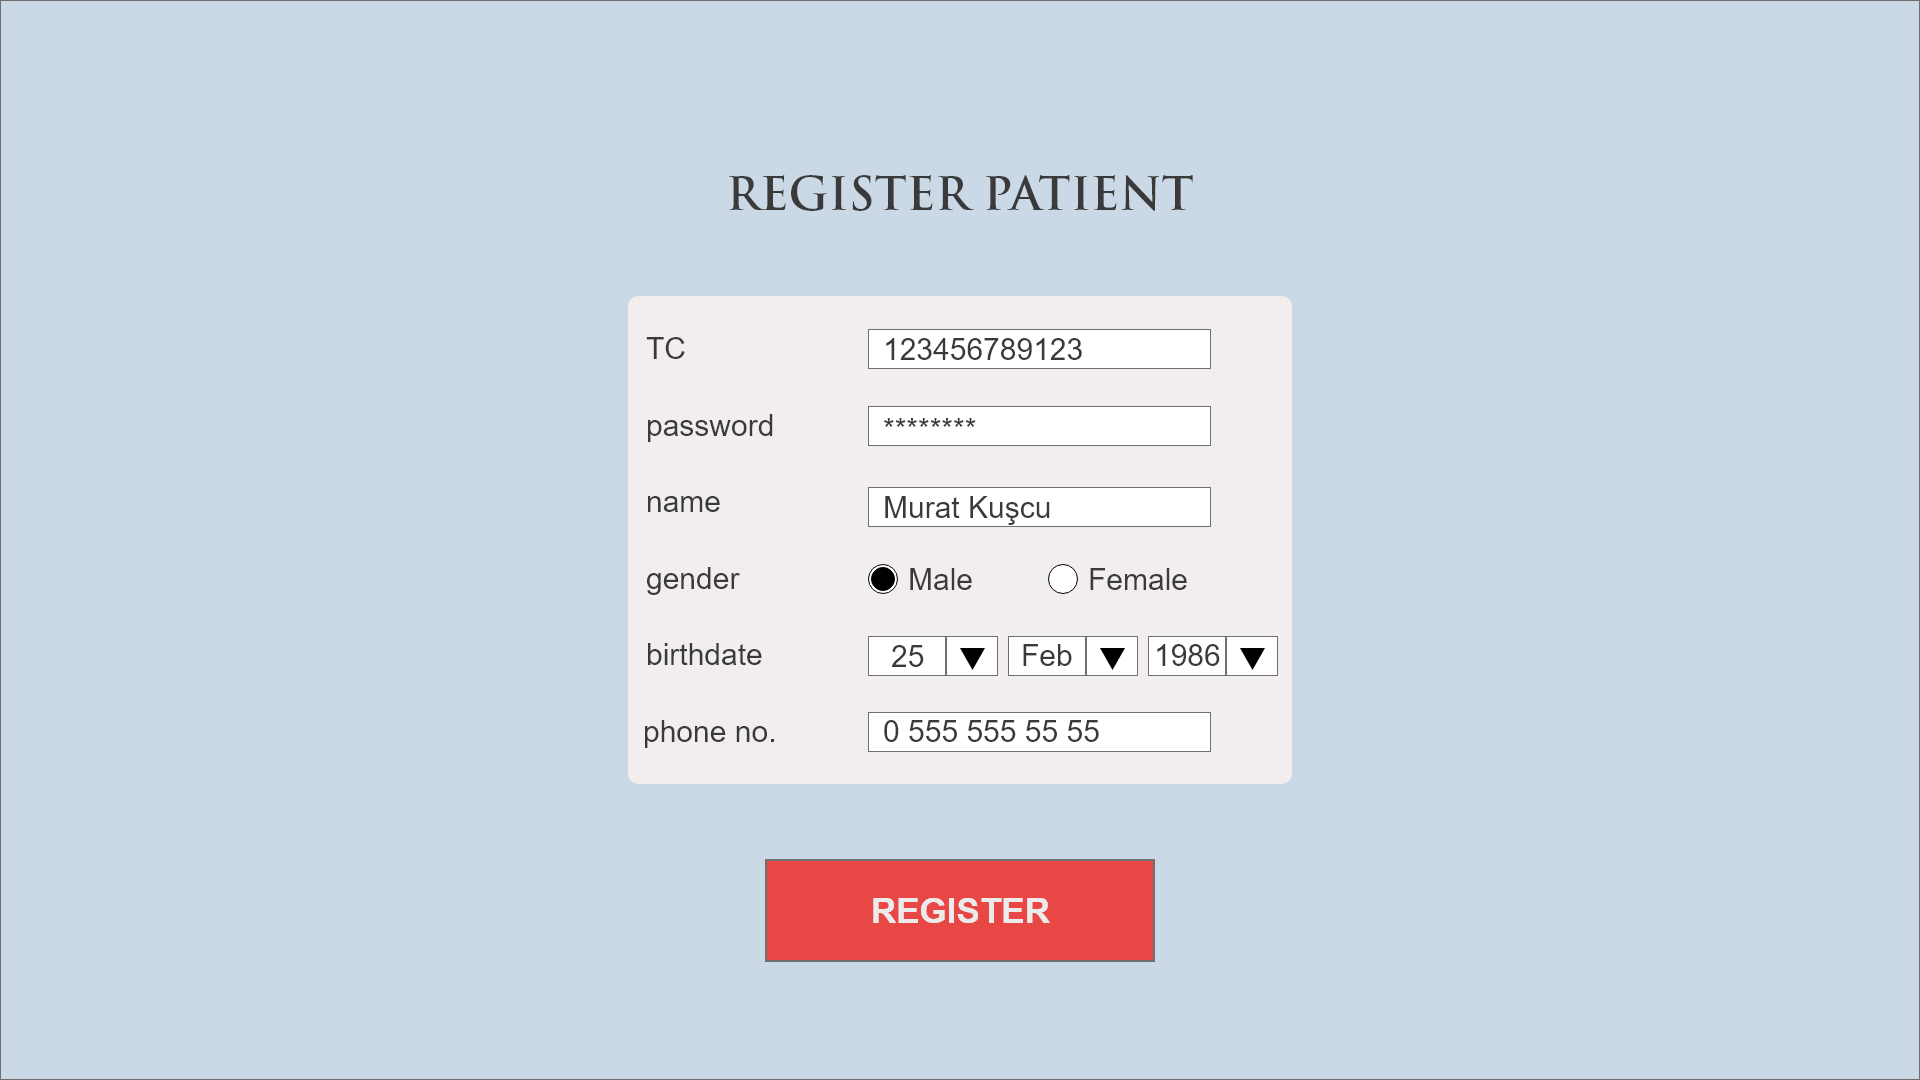 REGISTER PATIENT
TC 123456789123
password ********
name Murat Kuşcu
gender Male Female
birthdate 25 Feb 1986
phone no. 0 555 555 55 55
REGISTER